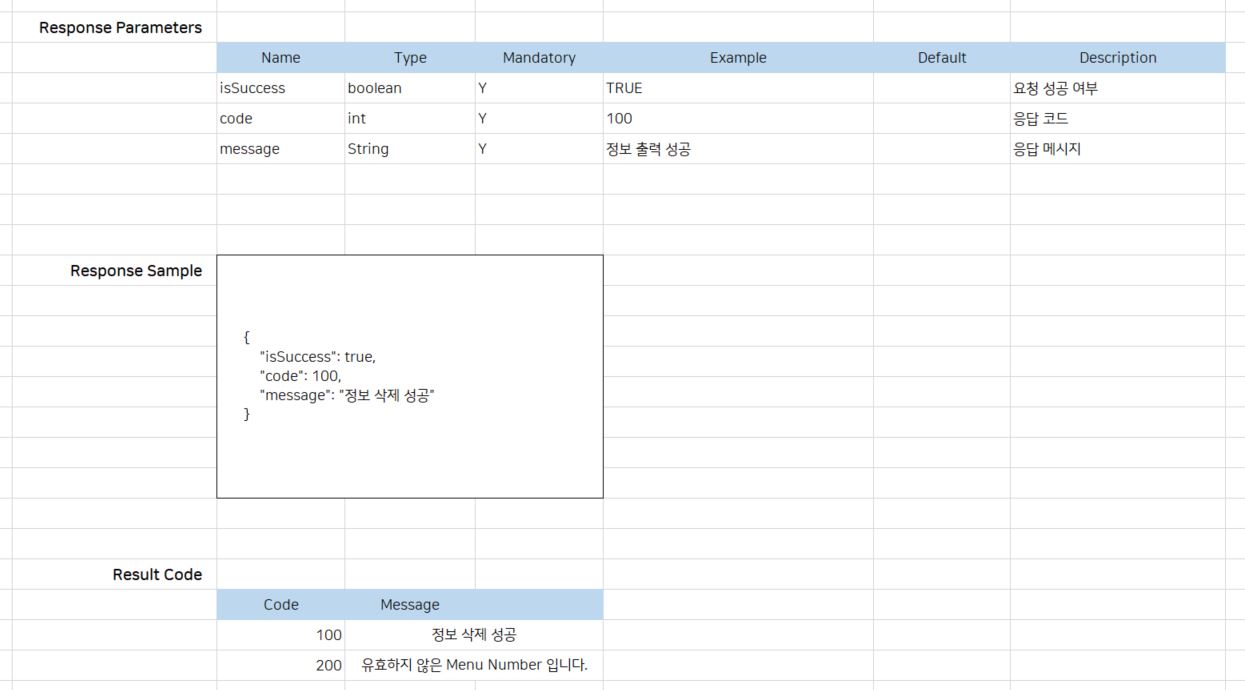 Response Parameters
Name Type Mandatory Example Default Description
isSuccess boolean Y TRUE 요청 성공 여부
code int Y 100 응답 코드
message String Y 정보 출력 성공 응답 메시지
Response Sample
{
"isSuccess": true,
"code": 100,
"message": "정보 삭제 성공"
}
Result Code
Code Message
100 정보 삭제 성공
200 유효하지 않은 Menu Number 입니다.